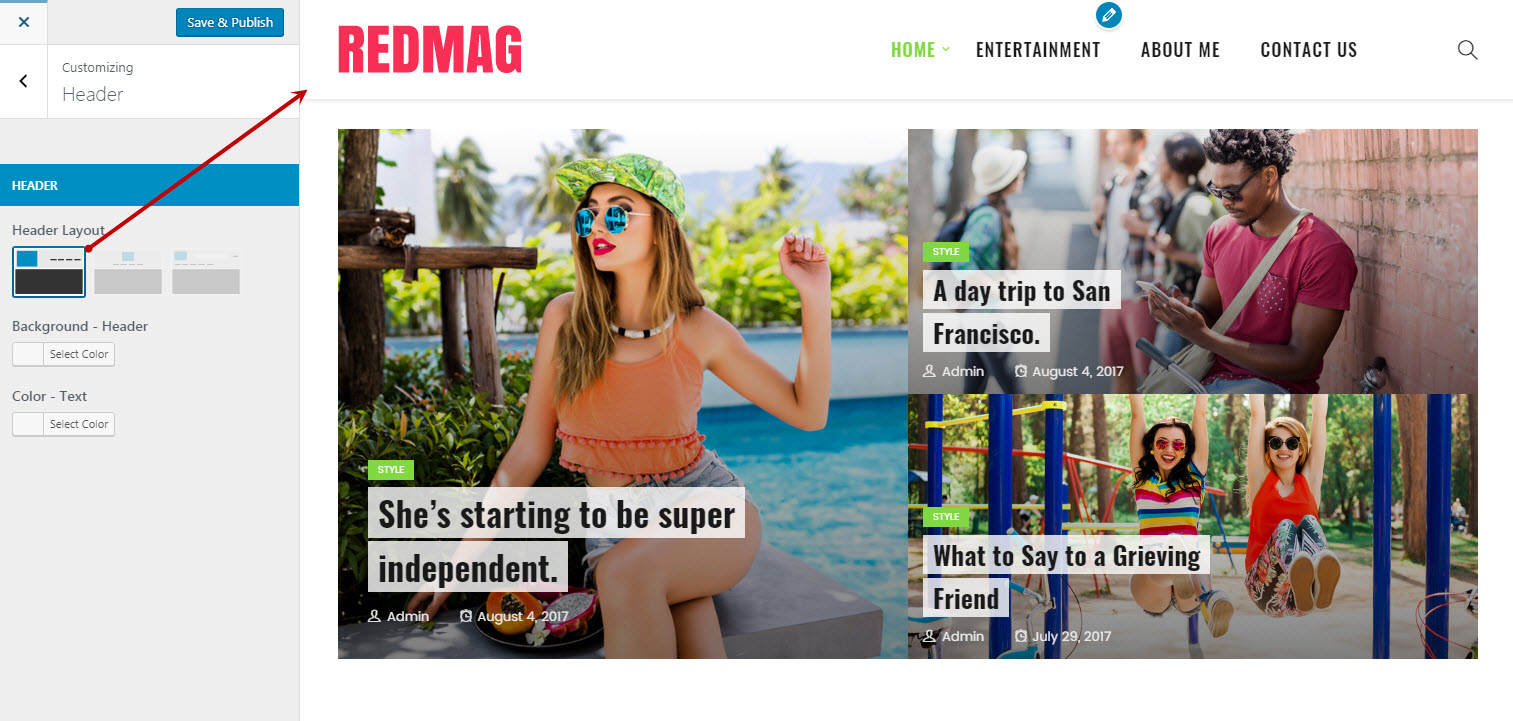 Save & Publish
Customizing
Header
HEADER
Header Layout
Background - Header
Select Color
Color - Text
Select Color
REDMAG
HOME
ENTERTAINMENT
ABOUT ME
CONTACT US
STYLE
She’s starting to be super
independent.
Admin
August 4, 2017
STYLE
A day trip to San
Francisco.
Admin
August 4, 2017
STYLE
What to Say to a Grieving
Friend
Admin
July 29, 2017